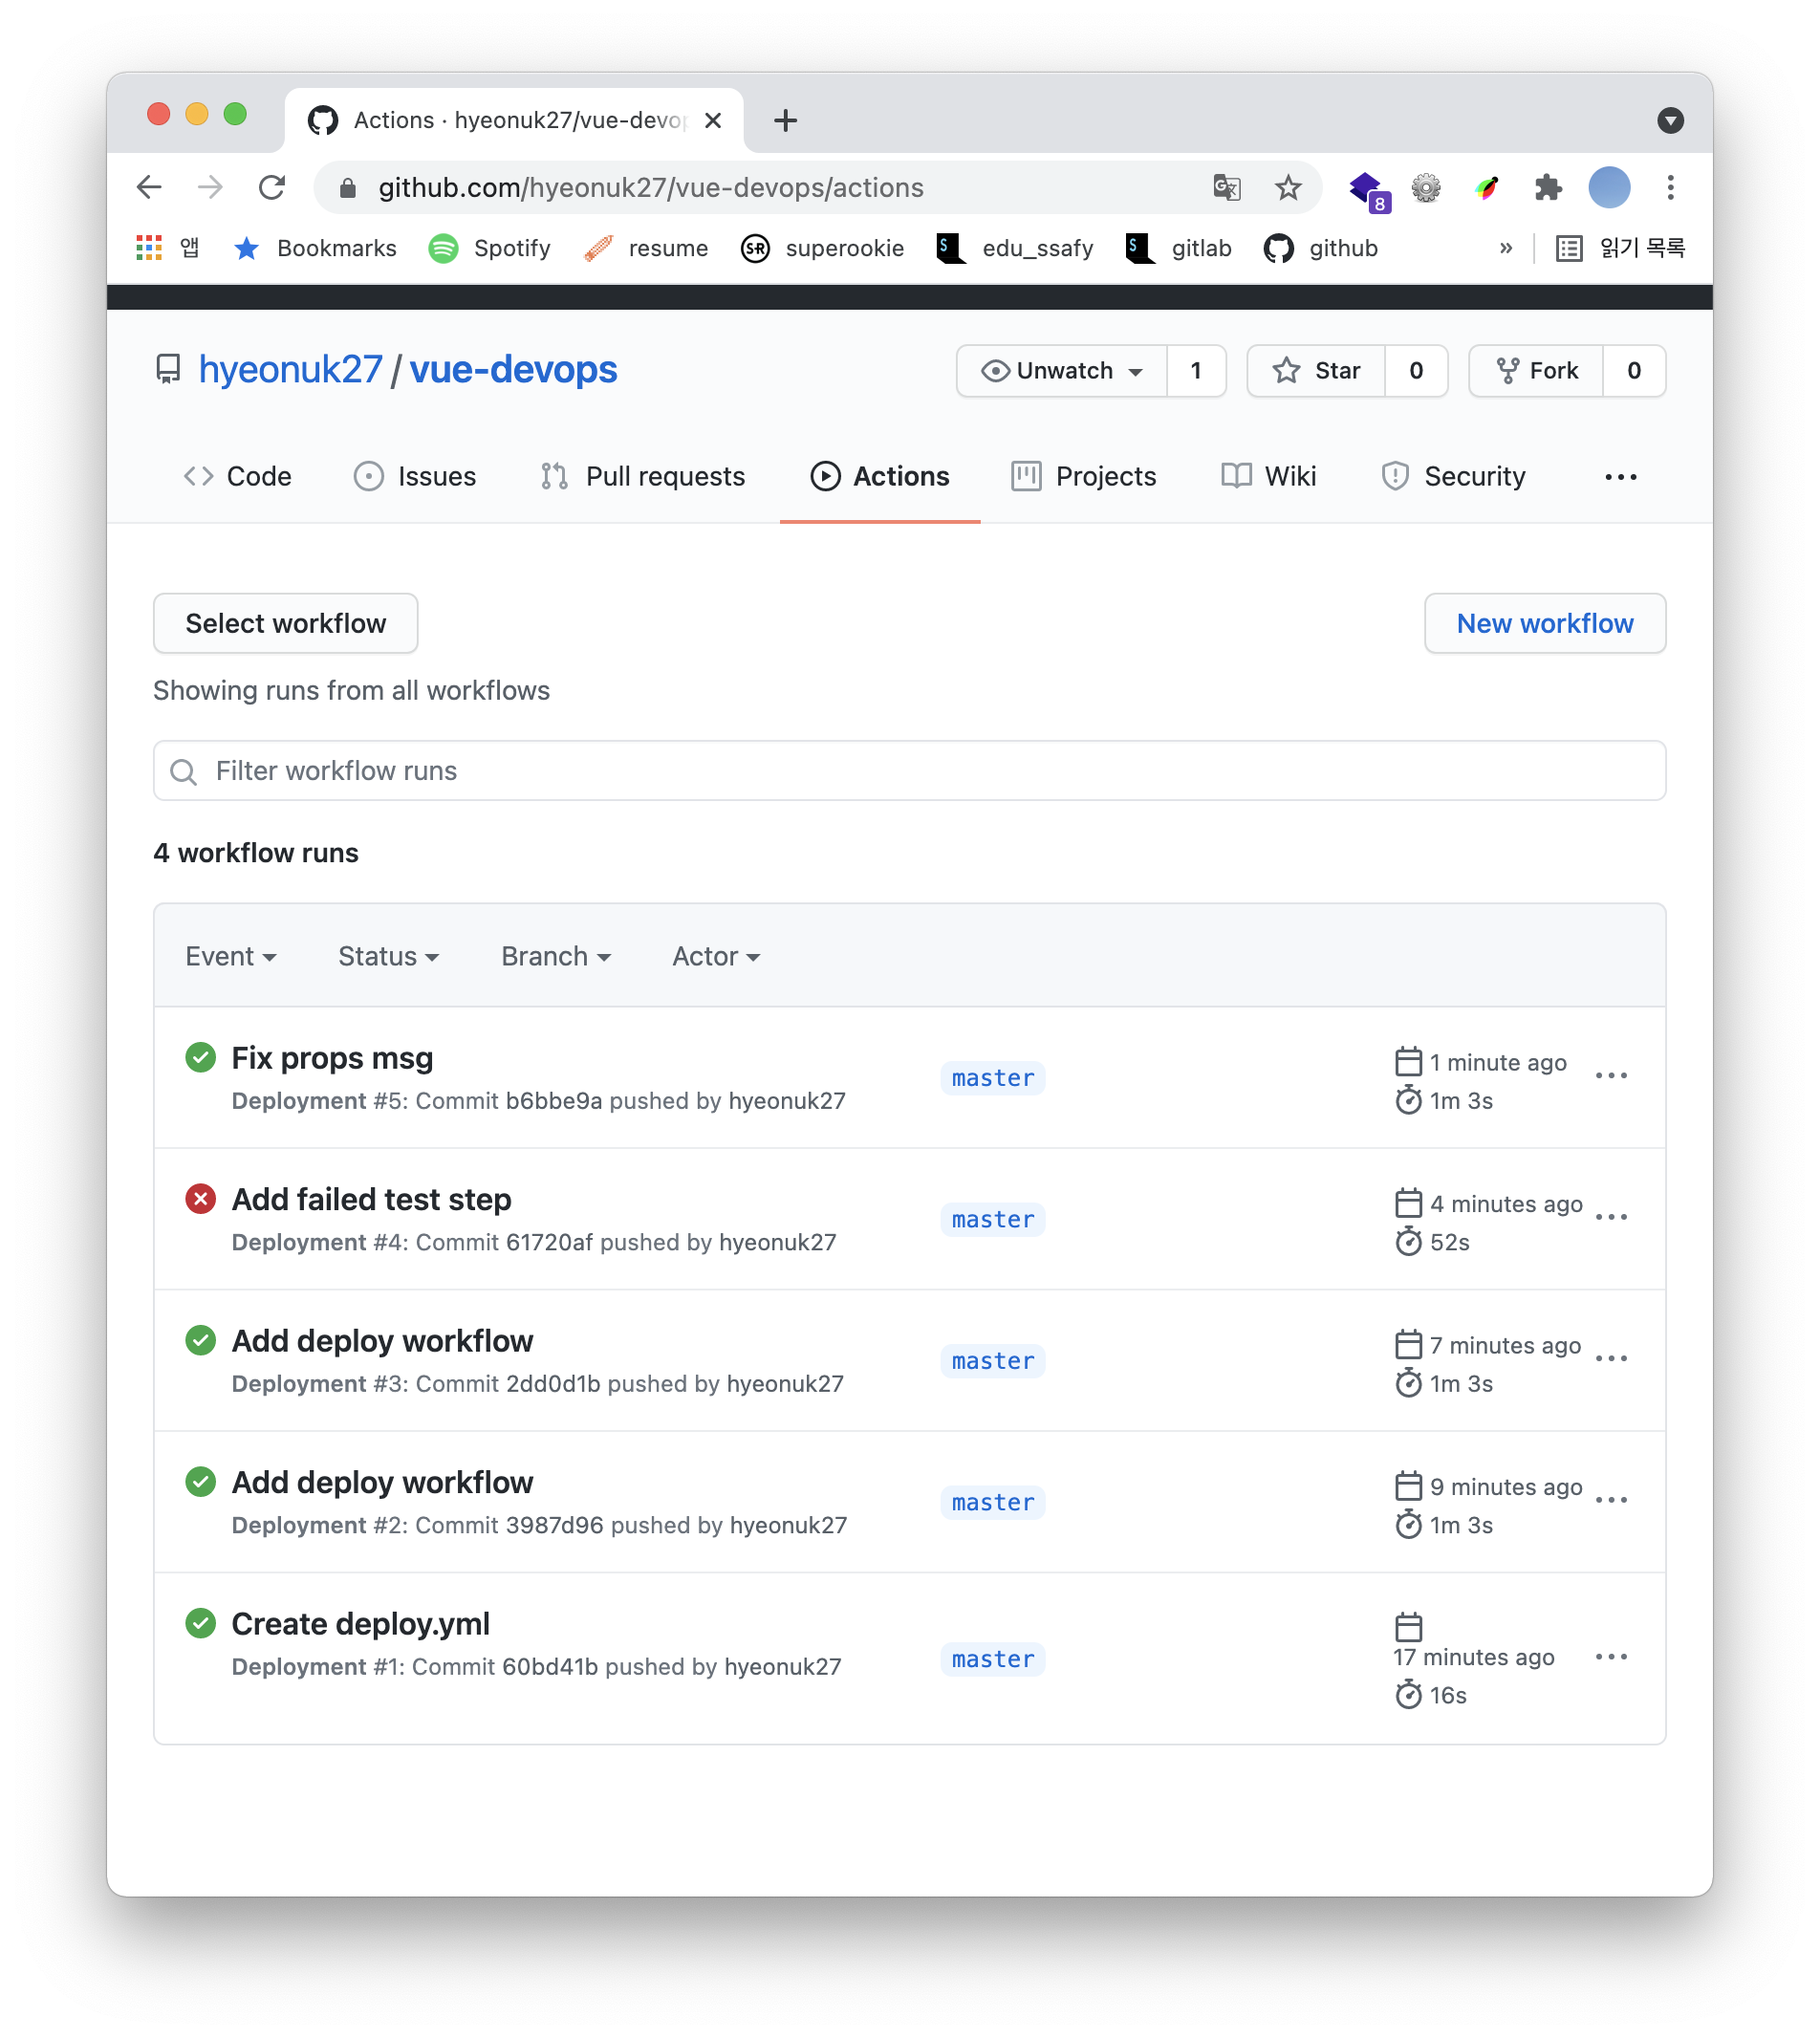 Actions · hyeonuk27/vue-devop
github.com/hyeonuk27/vue-devops/actions
8
앱 Bookmarks Spotify resume SR superookie S edu_ssafy S gitlab github » 읽기 목록
hyeonuk27 / vue-devops Unwatch 1 Star 0 Fork 0
Code Issues Pull requests Actions Projects Wiki Security ...
Select workflow New workflow
Showing runs from all workflows
Filter workflow runs
4 workflow runs
Event Status Branch Actor
Fix props msg
Deployment #5: Commit b6bbe9a pushed by hyeonuk27
master
1 minute ago
1m 3s
Add failed test step
Deployment #4: Commit 61720af pushed by hyeonuk27
master
4 minutes ago
52s
Add deploy workflow
Deployment #3: Commit 2dd0d1b pushed by hyeonuk27
master
7 minutes ago
1m 3s
Add deploy workflow
Deployment #2: Commit 3987d96 pushed by hyeonuk27
master
9 minutes ago
1m 3s
Create deploy.yml
Deployment #1: Commit 60bd41b pushed by hyeonuk27
master
17 minutes ago
16s